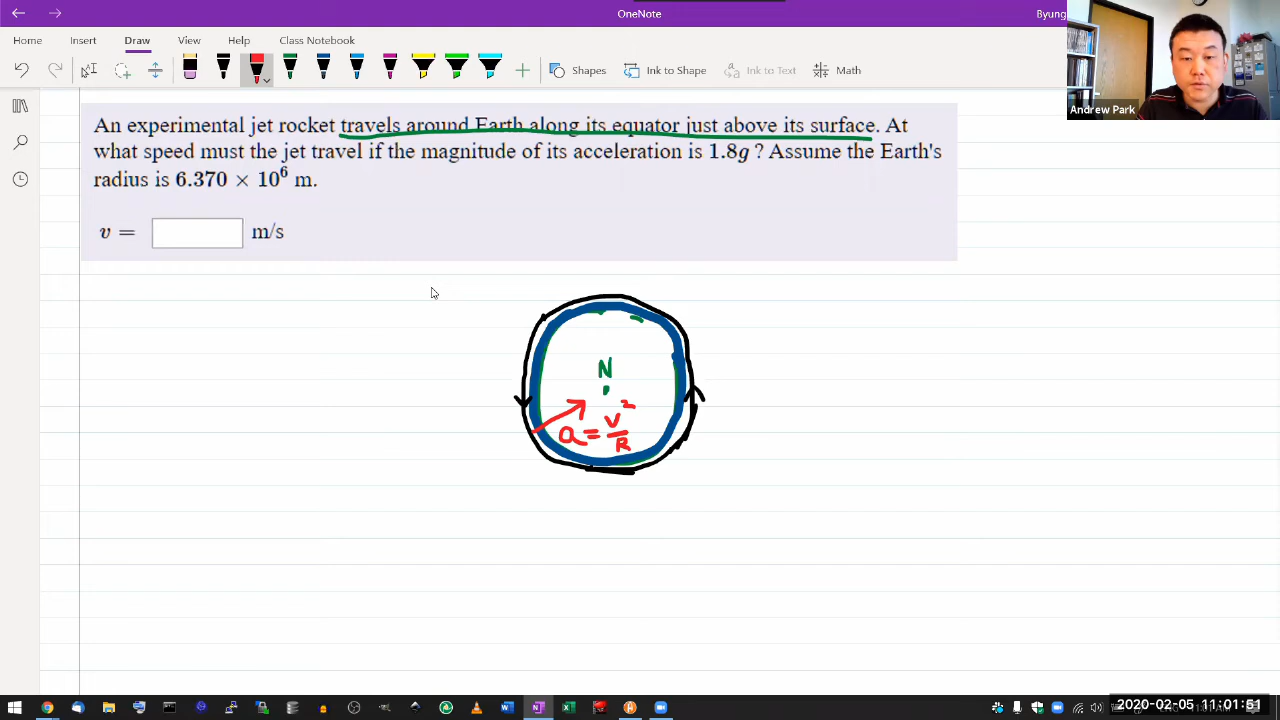 OneNote
Byung
Home Insert Draw View Help Class Notebook
Shapes Ink to Shape Ink to Text Math
Andrew Park
An experimental jet rocket travels around Earth along its equator just above its surface. At
what speed must the jet travel if the magnitude of its acceleration is 1.8g ? Assume the Earth's
radius is 6.370 × 10⁶ m.
v = m/s
N
a = v²/R
2020-02-05 11:01:51